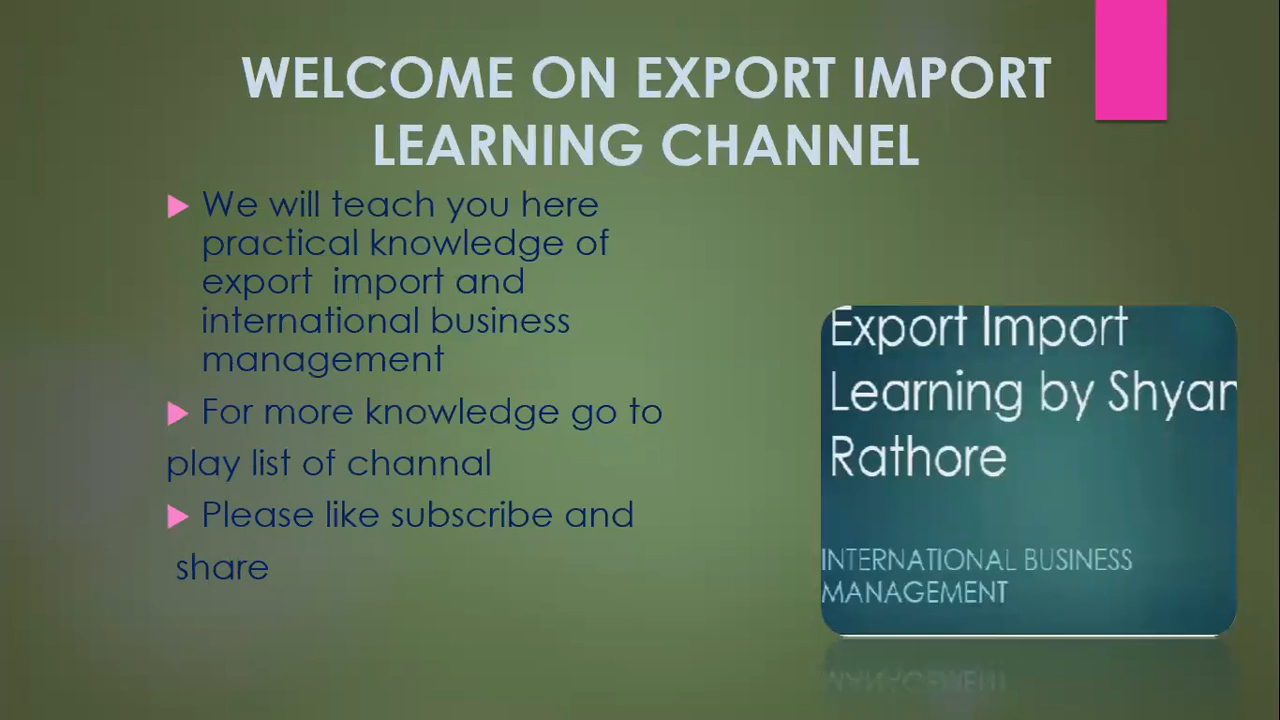 WELCOME ON EXPORT IMPORT
LEARNING CHANNEL
We will teach you here
practical knowledge of
export import and
international business
management
For more knowledge go to
play list of channal
Please like subscribe and
share
Export Import
Learning by Shyam
Rathore
INTERNATIONAL BUSINESS
MANAGEMENT